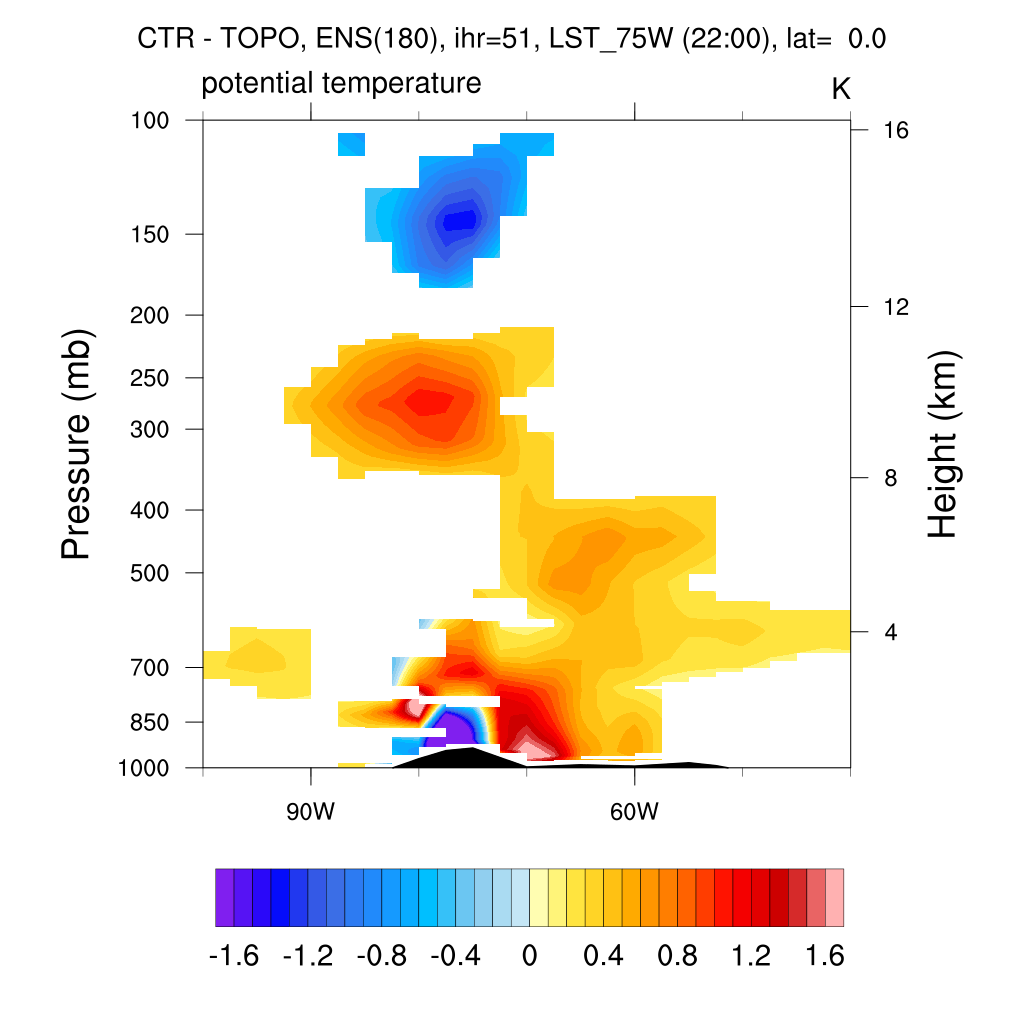 CTR - TOPO, ENS(180), ihr=51, LST_75W (22:00), lat=  0.0
potential temperature K
100
150
200
250
300
400
500
700
850
1000
Pressure (mb)
16
12
8
4
Height (km)
90W 60W
-1.6 -1.2 -0.8 -0.4 0 0.4 0.8 1.2 1.6